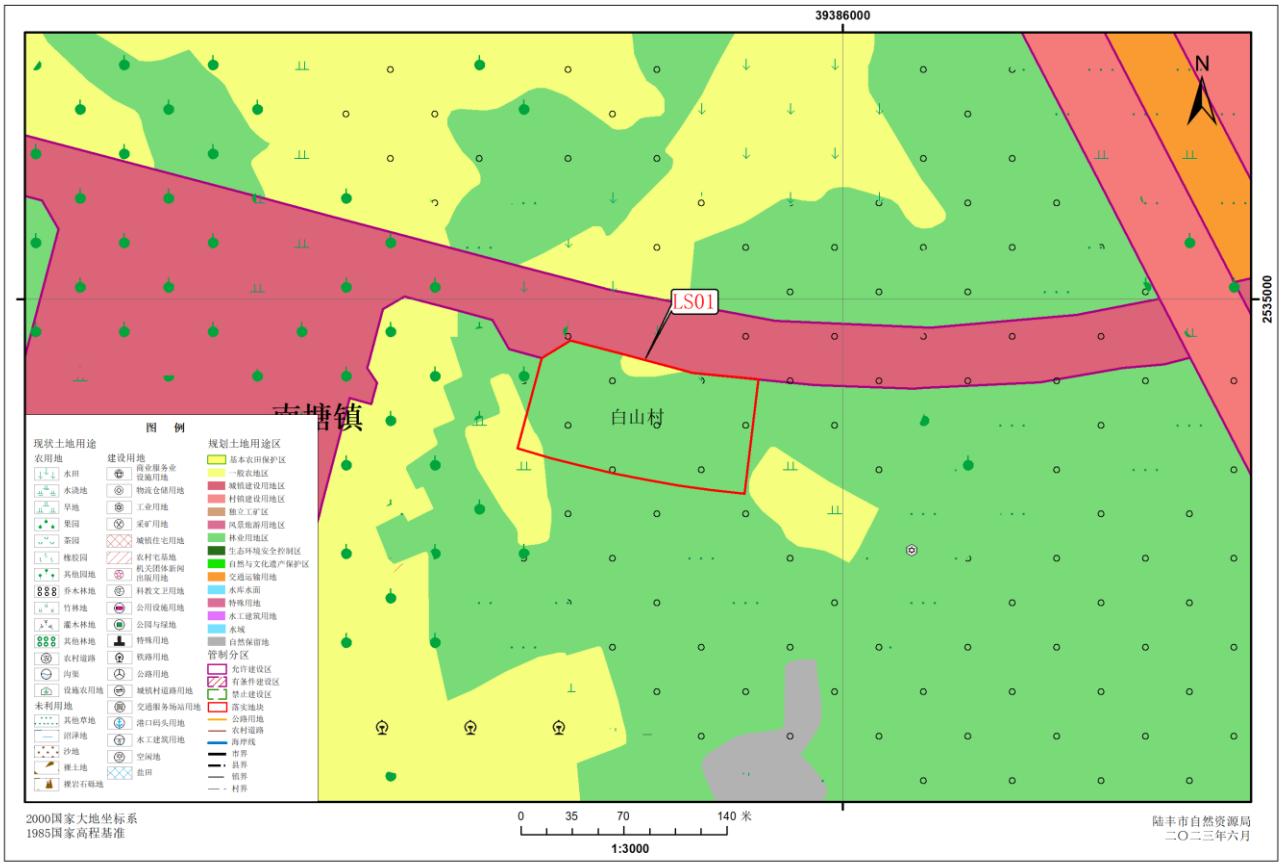 39386000
N
2535000
LS01
白山村
南塘镇
图 例
现状土地用途
农用地
水田
水浇地
旱地
果园
茶园
橡胶园
其他园地
乔木林地
竹林地
灌木林地
其他林地
农村道路
沟渠
设施农用地
未利用地
其他草地
沼泽地
沙地
裸土地
裸岩石砾地
建设用地
商业服务业
设施用地
物流仓储用地
工业用地
采矿用地
城镇住宅用地
农村宅基地
机关团体新闻
出版用地
科教文卫用地
公用设施用地
公园与绿地
特殊用地
铁路用地
公路用地
城镇村道路用地
交通服务场站用地
港口码头用地
水工建筑用地
空闲地
盐田
规划土地用途区
基本农田保护区
一般农地区
城镇建设用地区
村镇建设用地区
独立工矿区
风景旅游用地区
林业用地区
生态环境安全控制区
自然与文化遗产保护区
交通运输用地
水库水面
特殊用地
水工建筑用地
水域
自然保留地
管制分区
允许建设区
有条件建设区
禁止建设区
落实地块
公路用地
农村道路
海岸线
市界
县界
镇界
村界
2000国家大地坐标系
1985国家高程基准
0 35 70 140 米
1:3000
陆丰市自然资源局
二〇二三年六月